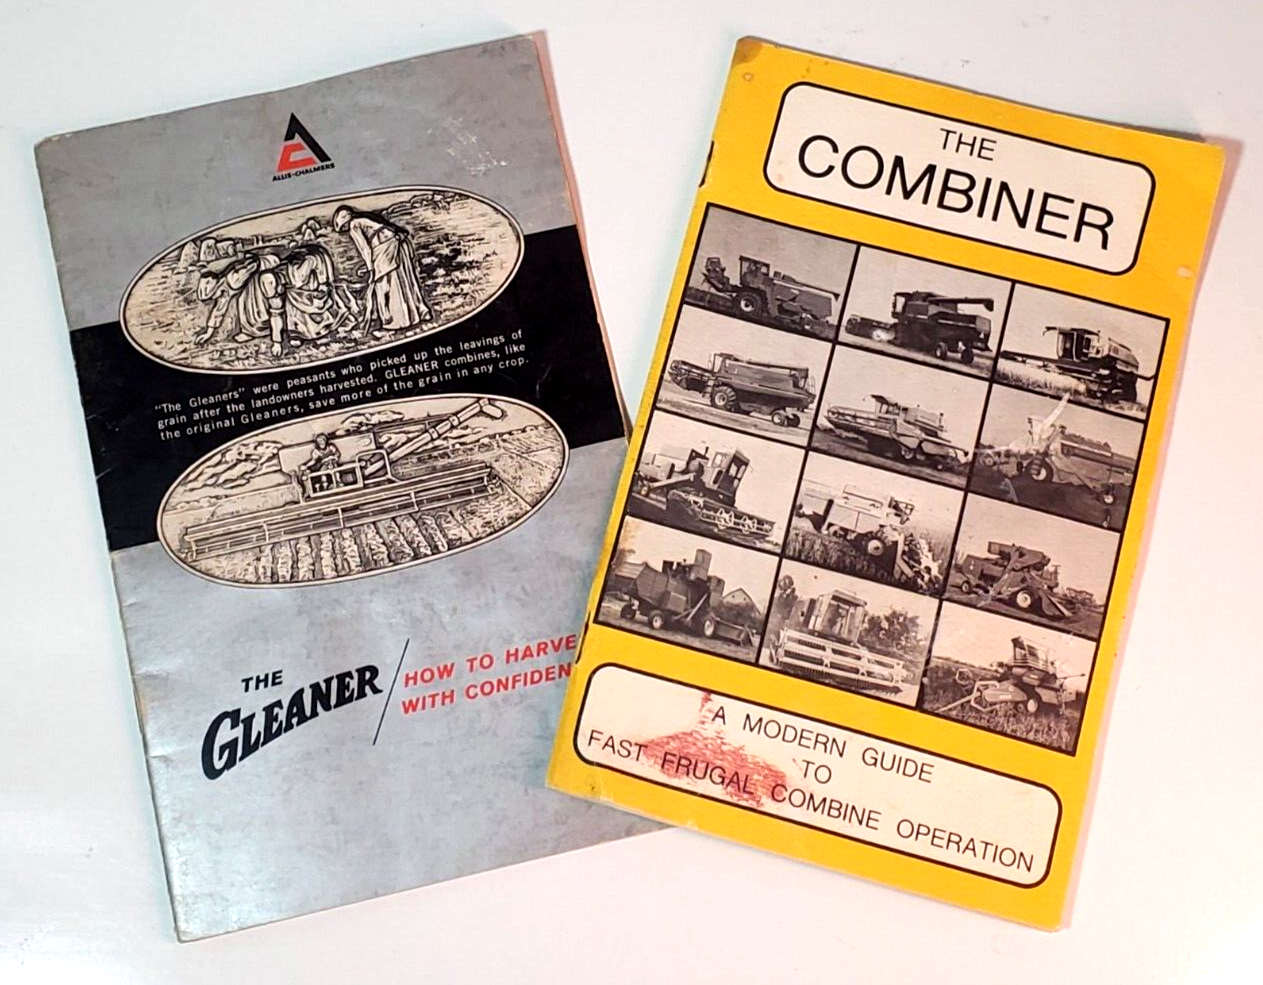 ALLIS-CHALMERS
"The Gleaners" were peasants who picked up the leavings of
grain after the landowners harvested. GLEANER combines, like
the original Gleaners, save more of the grain in any crop.
THE
GLEANER
HOW TO HARVE
WITH CONFIDEN
THE
COMBINER
A MODERN GUIDE
TO
FAST FRUGAL COMBINE OPERATION